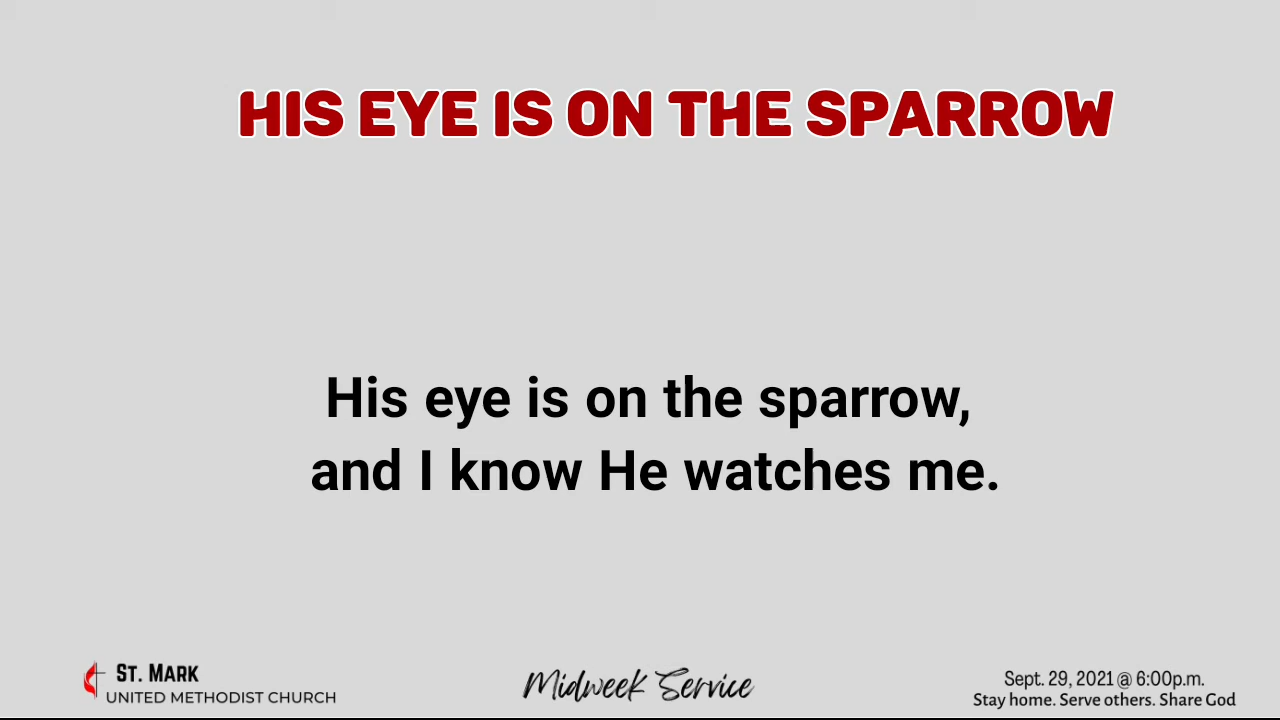 HIS EYE IS ON THE SPARROW
His eye is on the sparrow,
and I know He watches me.
ST. MARK
UNITED METHODIST CHURCH
Midweek Service
Sept. 29, 2021 @ 6:00p.m.
Stay home. Serve others. Share God